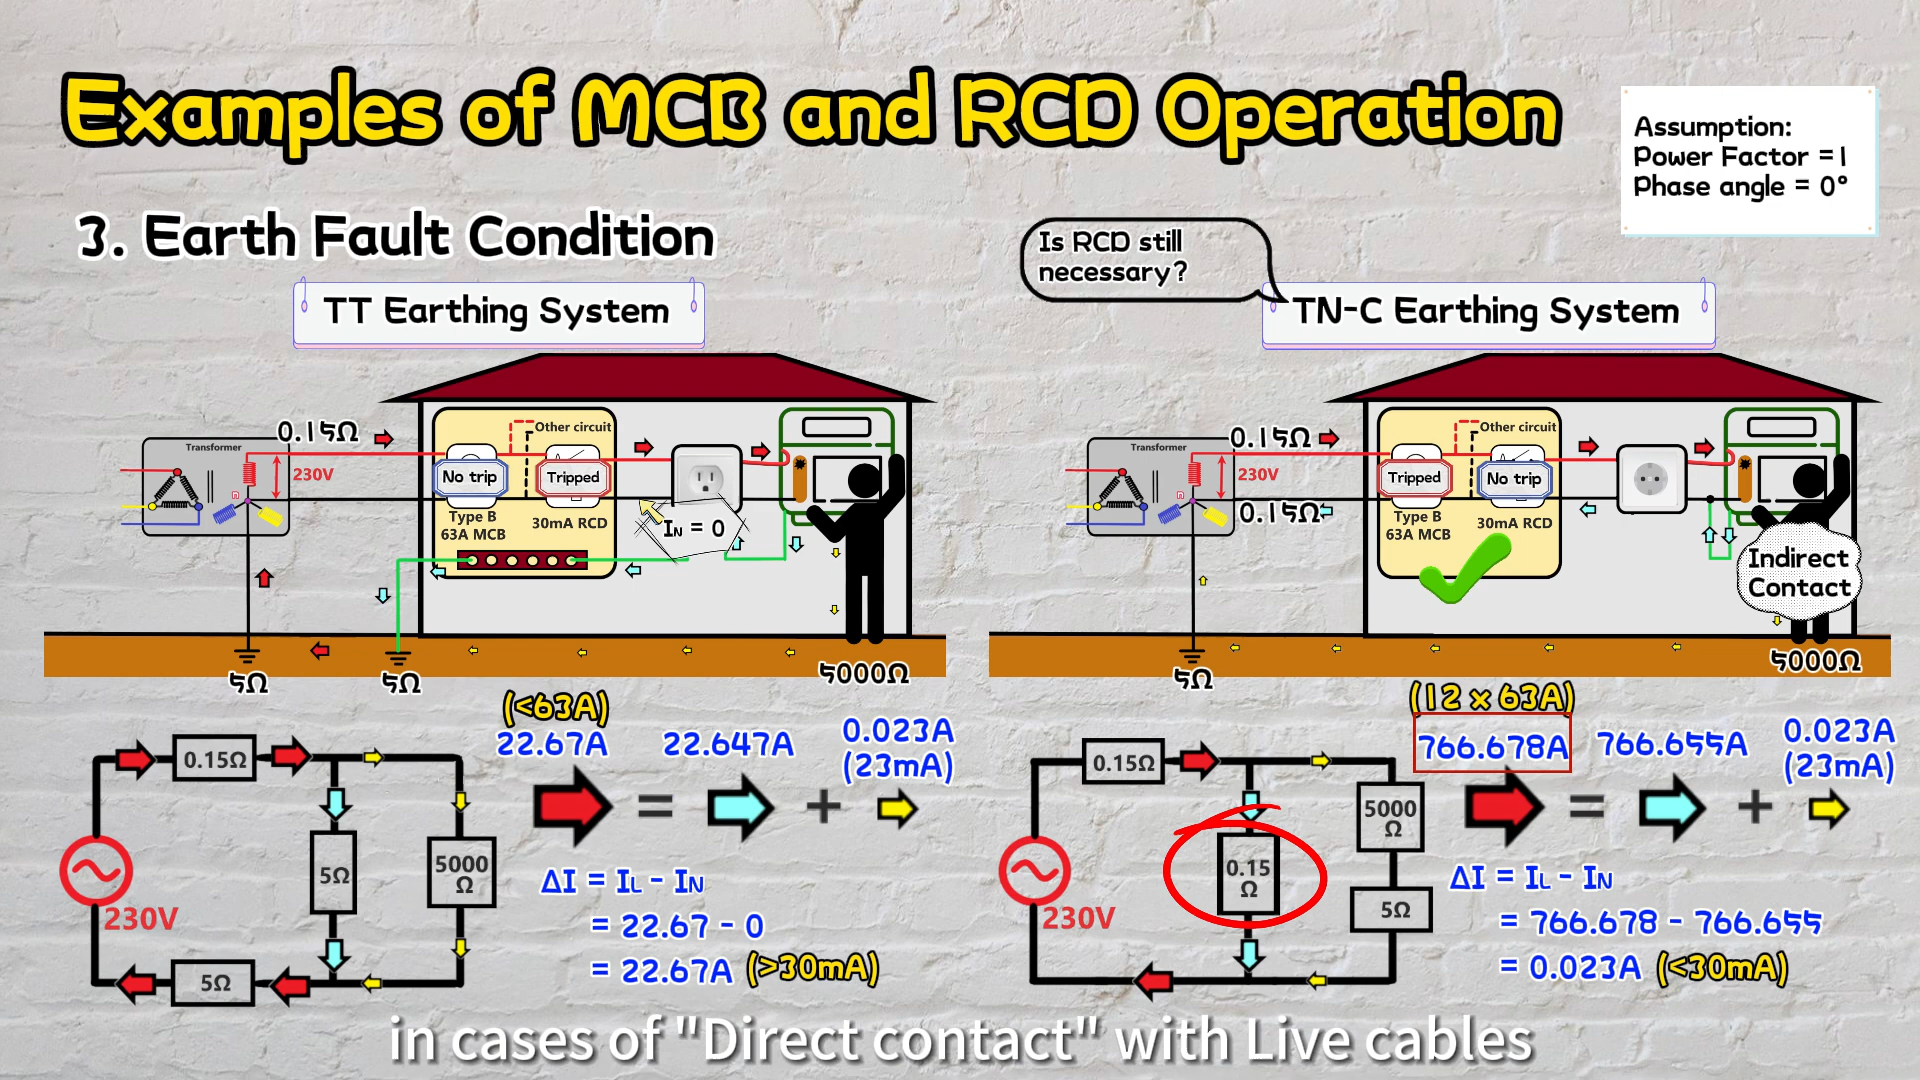 Examples of MCB and RCD Operation
Assumption:
Power Factor =1
Phase angle = 0°
3. Earth Fault Condition
Is RCD still
necessary?
TT Earthing System
TN-C Earthing System
Transformer
0.15Ω
230V
Other circuit
No trip
Tripped
Type B
63A MCB
30mA RCD
IN = 0
5Ω
5Ω
5000Ω
Transformer
0.15Ω
230V
0.15Ω
Other circuit
Tripped
No trip
Type B
63A MCB
30mA RCD
Indirect
Contact
5Ω
5000Ω
0.15Ω
5Ω
5000
Ω
230V
5Ω
(<63A)
22.67A
22.647A
0.023A
(23mA)
=
+
ΔI = IL - IN
= 22.67 - 0
= 22.67A (>30mA)
0.15Ω
0.15
Ω
5000
Ω
5Ω
230V
(12 x 63A)
766.678A
766.655A
0.023A
(23mA)
=
+
ΔI = IL - IN
= 766.678 - 766.655
= 0.023A (<30mA)
in cases of "Direct contact" with Live cables